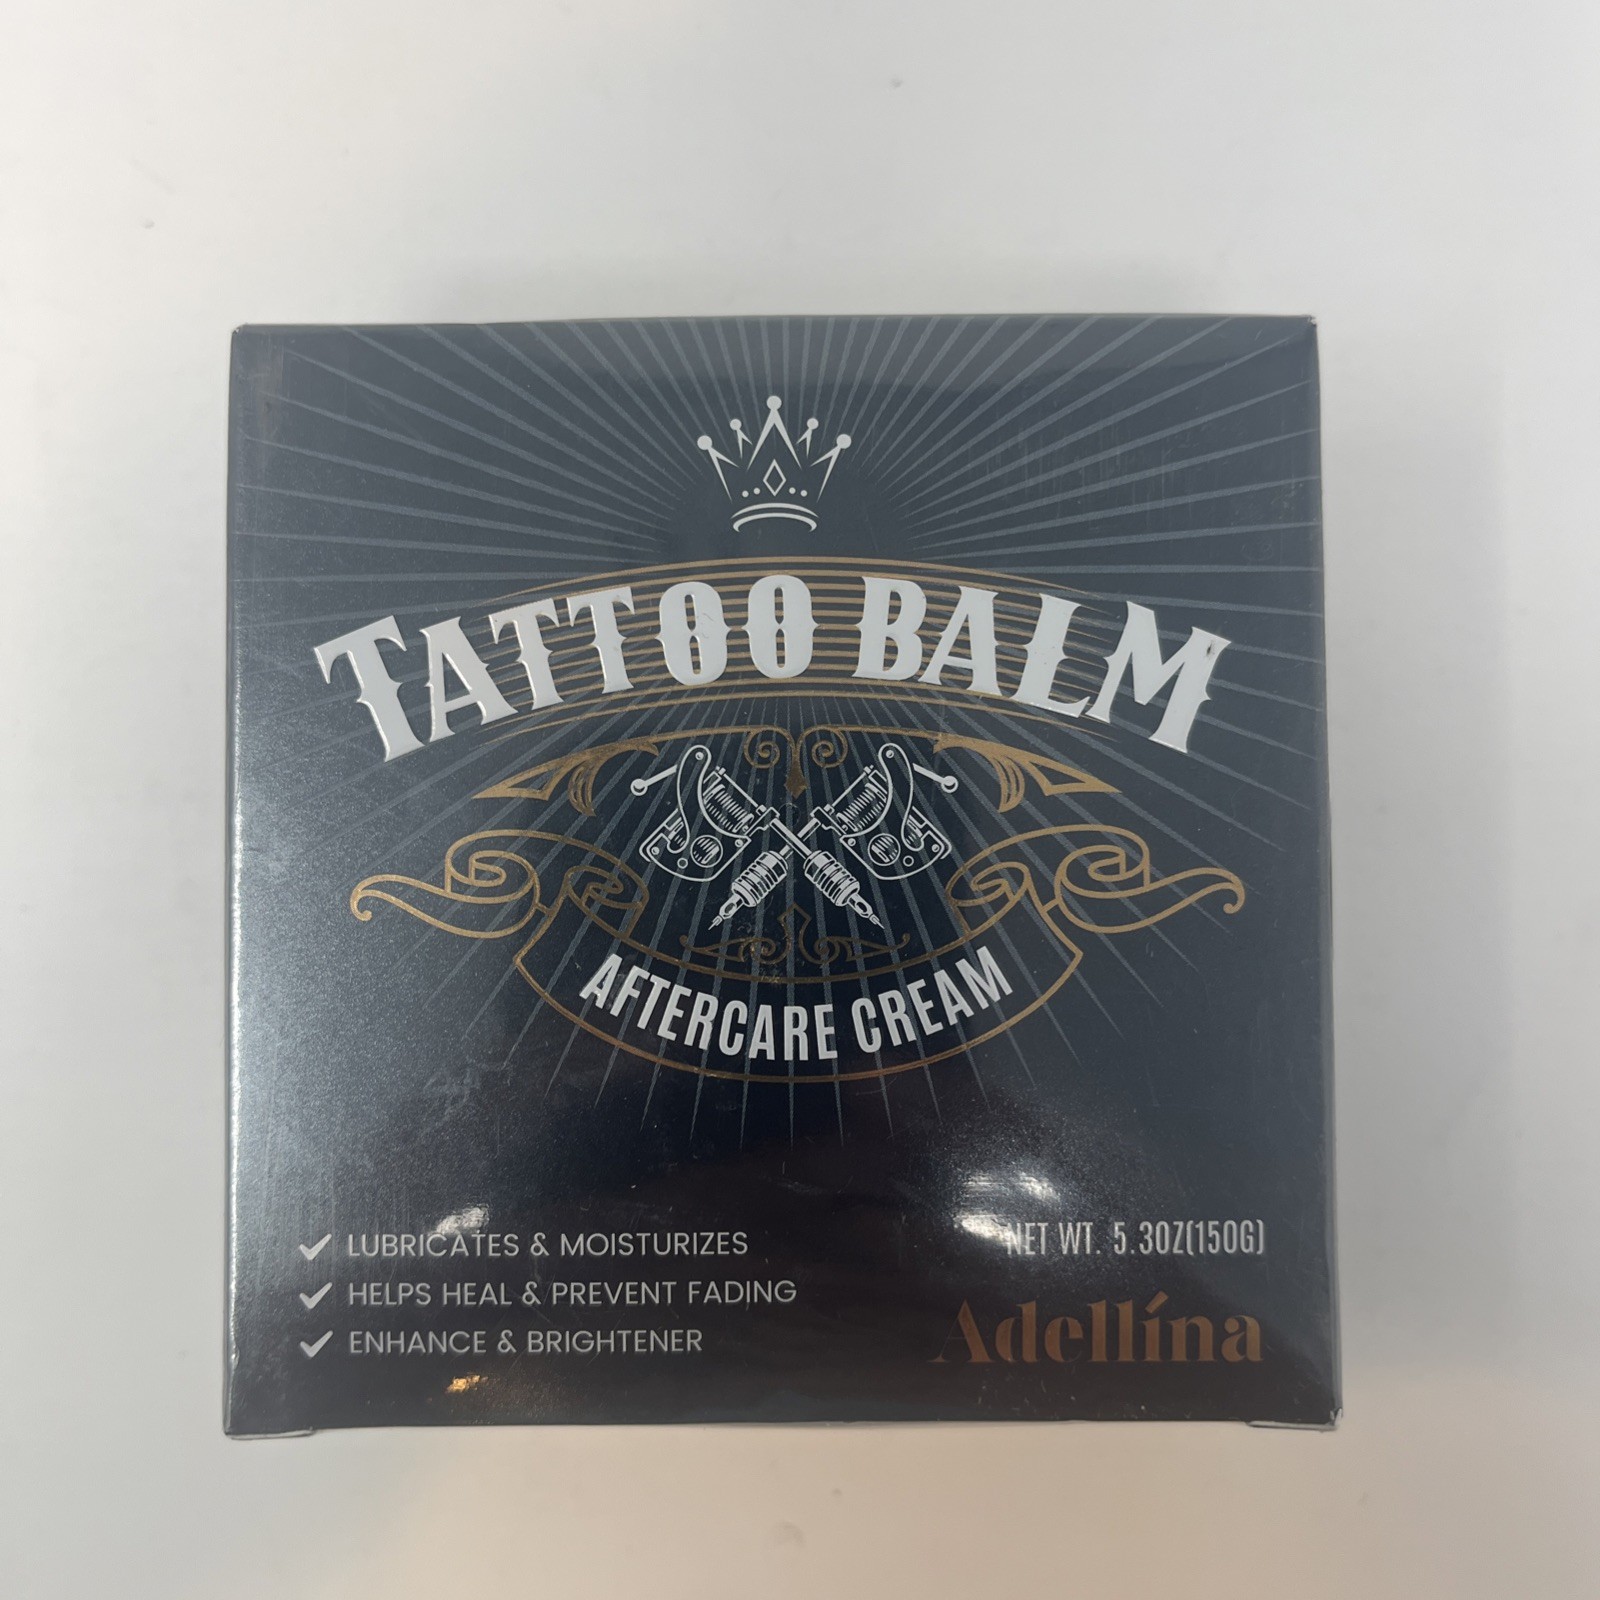 TATTOO BALM
AFTERCARE CREAM
LUBRICATES & MOISTURIZES
HELPS HEAL & PREVENT FADING
ENHANCE & BRIGHTENER
NET WT. 5.3OZ(150G)
Adellína